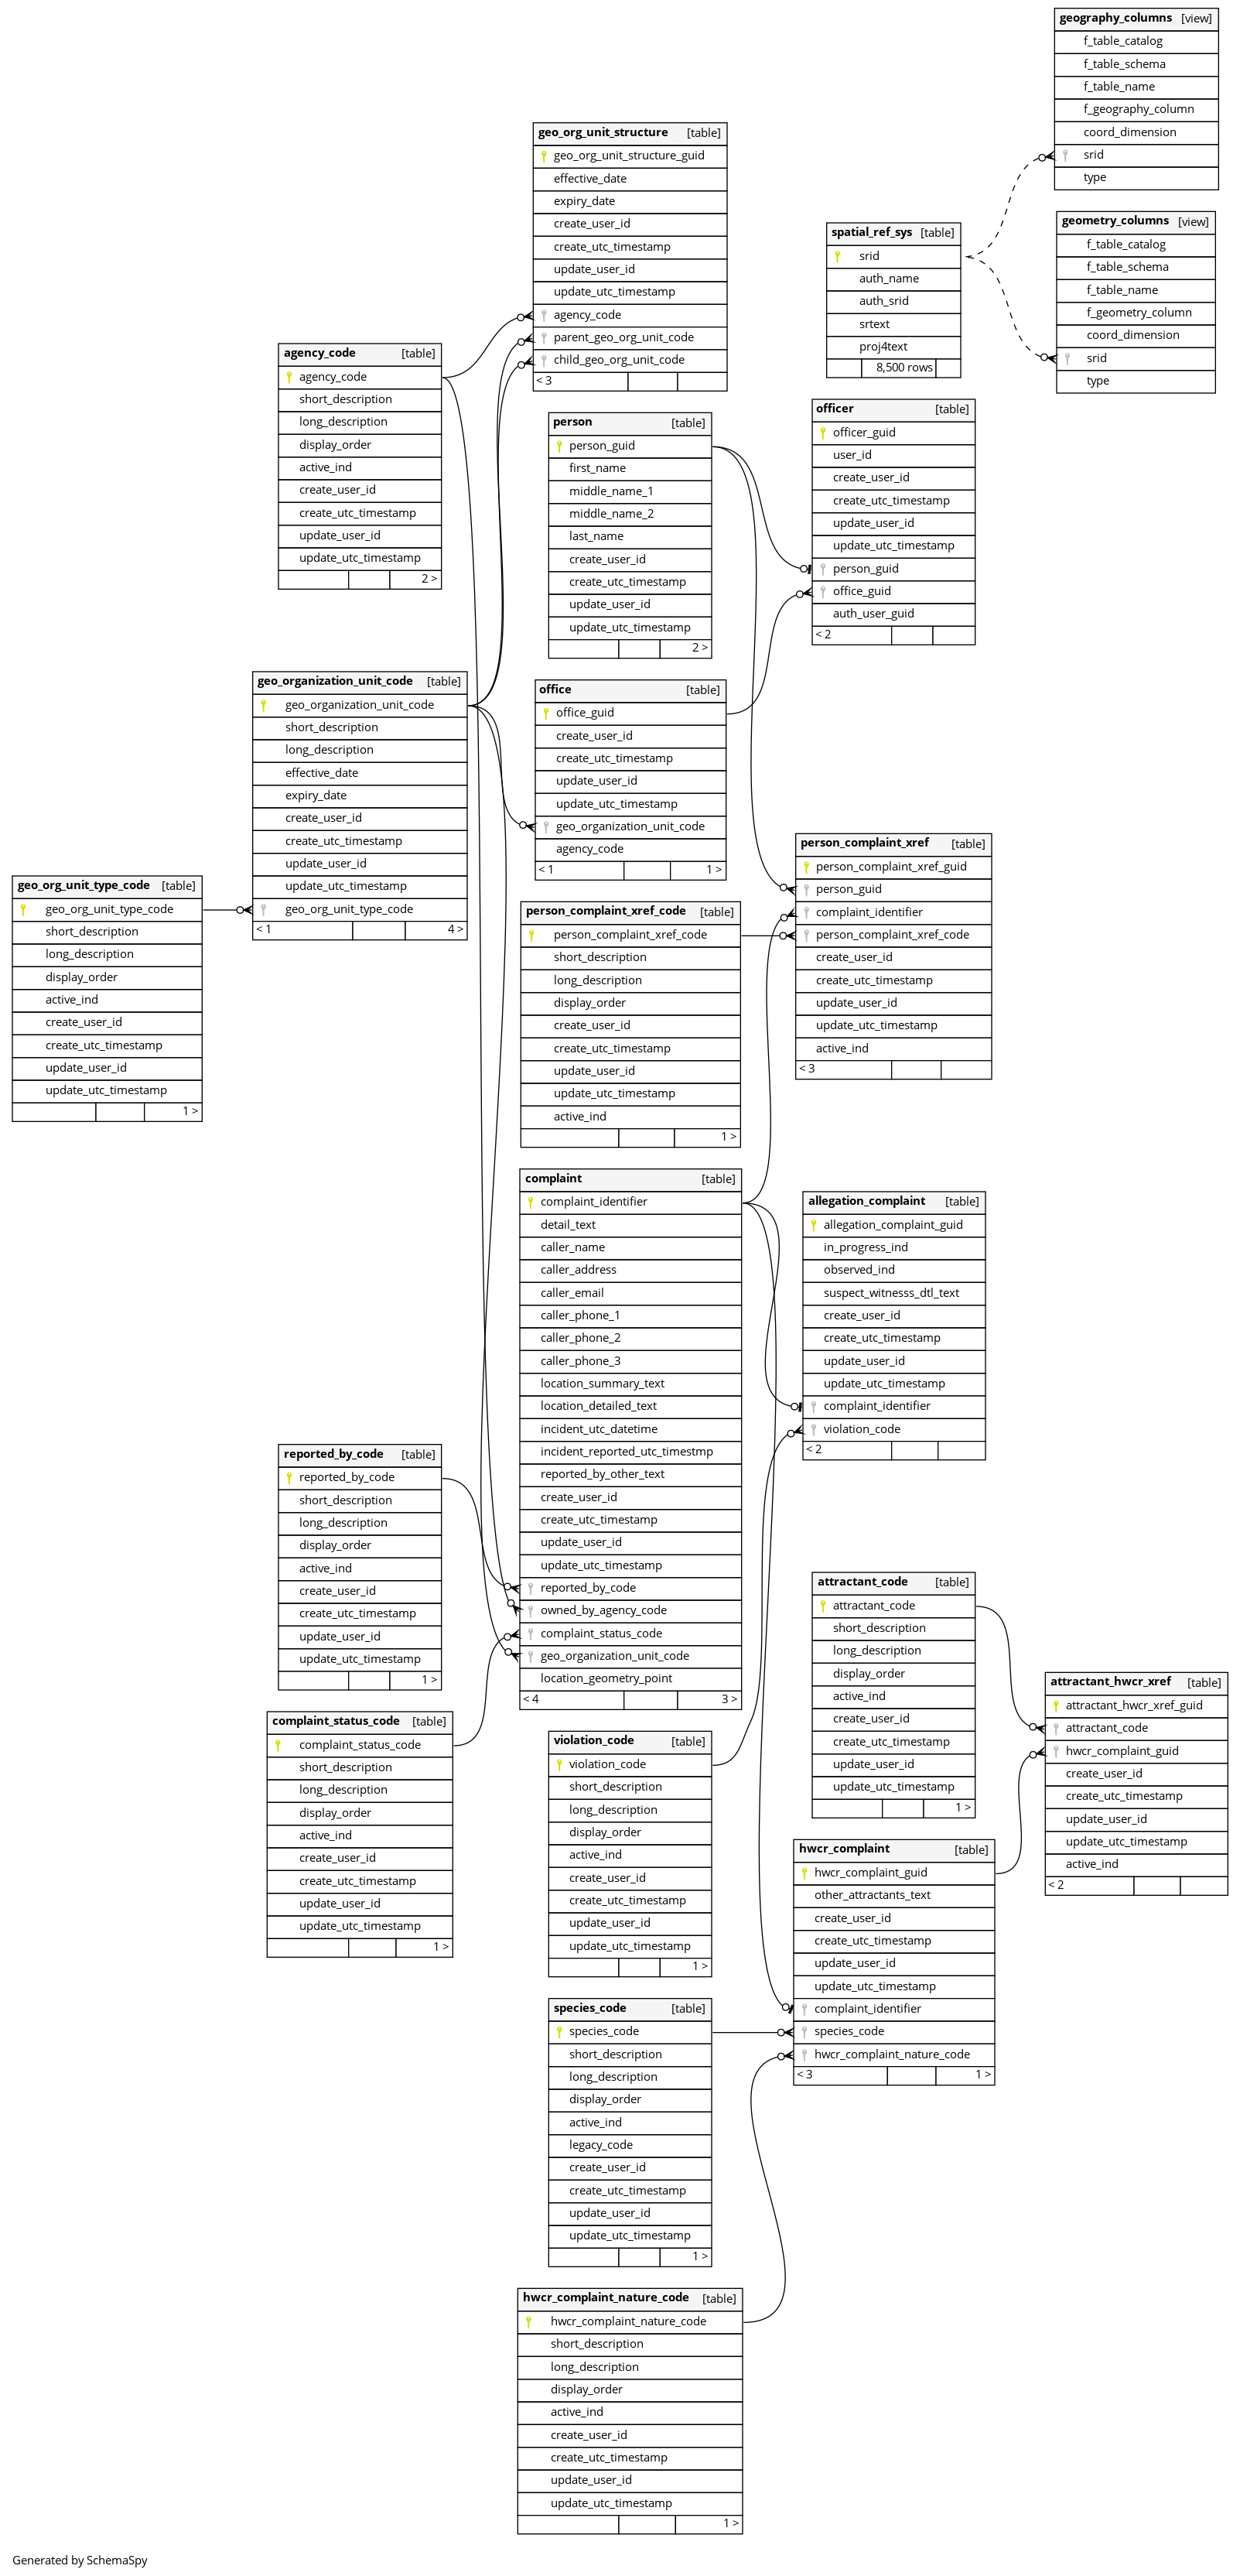 geography_columns [view]
f_table_catalog
f_table_schema
f_table_name
f_geography_column
coord_dimension
srid
type
geo_org_unit_structure [table]
geo_org_unit_structure_guid
effective_date
expiry_date
create_user_id
create_utc_timestamp
update_user_id
update_utc_timestamp
agency_code
parent_geo_org_unit_code
child_geo_org_unit_code
< 3
geometry_columns [view]
f_table_catalog
f_table_schema
f_table_name
f_geometry_column
coord_dimension
srid
type
spatial_ref_sys [table]
srid
auth_name
auth_srid
srtext
proj4text
8,500 rows
agency_code [table]
agency_code
short_description
long_description
display_order
active_ind
create_user_id
create_utc_timestamp
update_user_id
update_utc_timestamp
2 >
person [table]
person_guid
first_name
middle_name_1
middle_name_2
last_name
create_user_id
create_utc_timestamp
update_user_id
update_utc_timestamp
2 >
officer [table]
officer_guid
user_id
create_user_id
create_utc_timestamp
update_user_id
update_utc_timestamp
person_guid
office_guid
auth_user_guid
< 2
geo_organization_unit_code [table]
geo_organization_unit_code
short_description
long_description
effective_date
expiry_date
create_user_id
create_utc_timestamp
update_user_id
update_utc_timestamp
geo_org_unit_type_code
< 1 4 >
office [table]
office_guid
create_user_id
create_utc_timestamp
update_user_id
update_utc_timestamp
geo_organization_unit_code
agency_code
< 1 1 >
geo_org_unit_type_code [table]
geo_org_unit_type_code
short_description
long_description
display_order
active_ind
create_user_id
create_utc_timestamp
update_user_id
update_utc_timestamp
1 >
person_complaint_xref_code [table]
person_complaint_xref_code
short_description
long_description
display_order
create_user_id
create_utc_timestamp
update_user_id
update_utc_timestamp
active_ind
1 >
person_complaint_xref [table]
person_complaint_xref_guid
person_guid
complaint_identifier
person_complaint_xref_code
create_user_id
create_utc_timestamp
update_user_id
update_utc_timestamp
active_ind
< 3
complaint [table]
complaint_identifier
detail_text
caller_name
caller_address
caller_email
caller_phone_1
caller_phone_2
caller_phone_3
location_summary_text
location_detailed_text
incident_utc_datetime
incident_reported_utc_timestmp
reported_by_other_text
create_user_id
create_utc_timestamp
update_user_id
update_utc_timestamp
reported_by_code
owned_by_agency_code
complaint_status_code
geo_organization_unit_code
location_geometry_point
< 4 3 >
allegation_complaint [table]
allegation_complaint_guid
in_progress_ind
observed_ind
suspect_witnesss_dtl_text
create_user_id
create_utc_timestamp
update_user_id
update_utc_timestamp
complaint_identifier
violation_code
< 2
reported_by_code [table]
reported_by_code
short_description
long_description
display_order
active_ind
create_user_id
create_utc_timestamp
update_user_id
update_utc_timestamp
1 >
complaint_status_code [table]
complaint_status_code
short_description
long_description
display_order
active_ind
create_user_id
create_utc_timestamp
update_user_id
update_utc_timestamp
1 >
violation_code [table]
violation_code
short_description
long_description
display_order
active_ind
create_user_id
create_utc_timestamp
update_user_id
update_utc_timestamp
1 >
attractant_code [table]
attractant_code
short_description
long_description
display_order
active_ind
create_user_id
create_utc_timestamp
update_user_id
update_utc_timestamp
1 >
attractant_hwcr_xref [table]
attractant_hwcr_xref_guid
attractant_code
hwcr_complaint_guid
create_user_id
create_utc_timestamp
update_user_id
update_utc_timestamp
active_ind
< 2
hwcr_complaint [table]
hwcr_complaint_guid
other_attractants_text
create_user_id
create_utc_timestamp
update_user_id
update_utc_timestamp
complaint_identifier
species_code
hwcr_complaint_nature_code
< 3 1 >
species_code [table]
species_code
short_description
long_description
display_order
active_ind
legacy_code
create_user_id
create_utc_timestamp
update_user_id
update_utc_timestamp
1 >
hwcr_complaint_nature_code [table]
hwcr_complaint_nature_code
short_description
long_description
display_order
active_ind
create_user_id
create_utc_timestamp
update_user_id
update_utc_timestamp
1 >
Generated by SchemaSpy